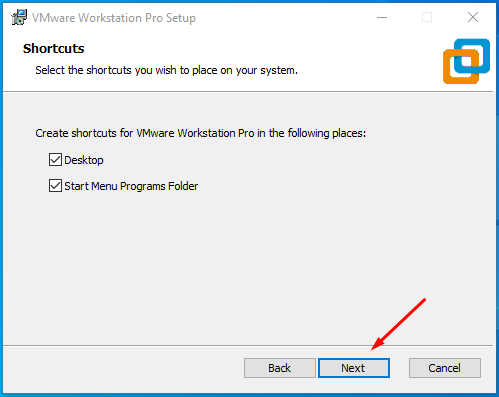 VMware Workstation Pro Setup
Shortcuts
Select the shortcuts you wish to place on your system.
Create shortcuts for VMware Workstation Pro in the following places:
Desktop
Start Menu Programs Folder
Back Next Cancel